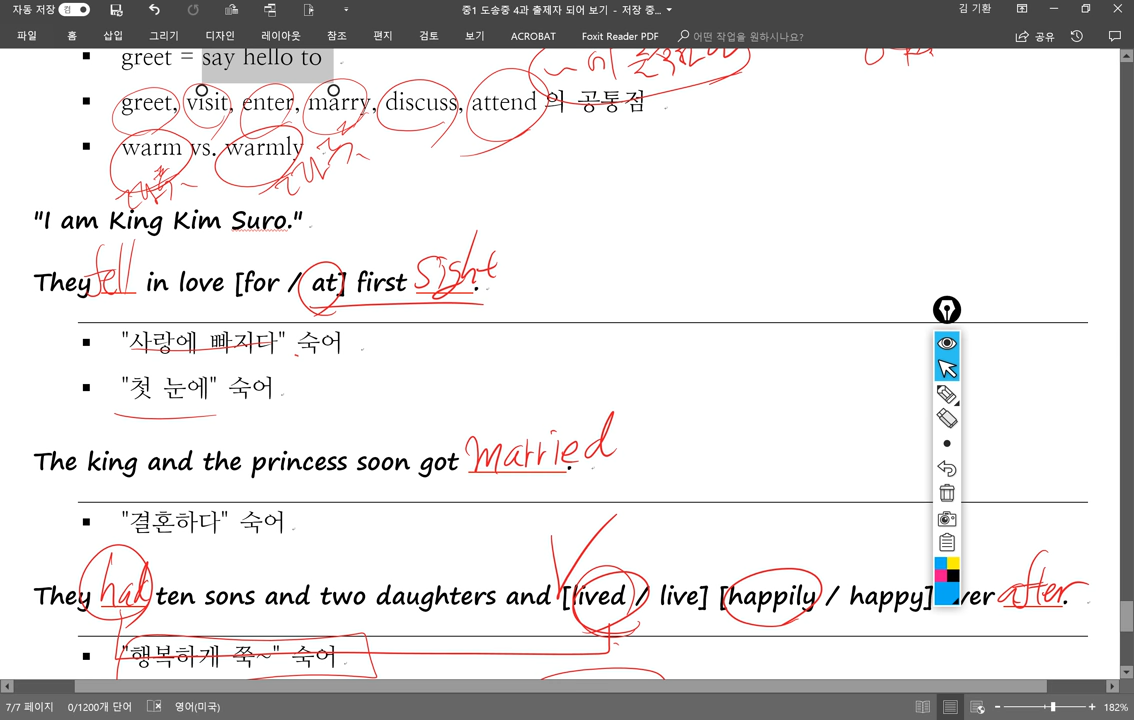 자동 저장 켬
중1 도송중 4과 출제자 되어 보기 - 저장 중...
김 기환
파일 홈 삽입 그리기 디자인 레이아웃 참조 편지 검토 보기 ACROBAT Foxit Reader PDF 어떤 작업을 원하시나요? 공유
greet = say hello to
greet, visit, enter, marry, discuss, attend 의 공통점
warm vs. warmly
"I am King Kim Suro."
They fell in love [for / at] first sight.
"사랑에 빠지다" 숙어
"첫 눈에" 숙어
The king and the princess soon got married.
"결혼하다" 숙어
They had ten sons and two daughters and [lived / live] [happily / happy] ever after.
"행복하게 쭉~" 숙어
7/7 페이지 0/1200개 단어 영어(미국) 182%